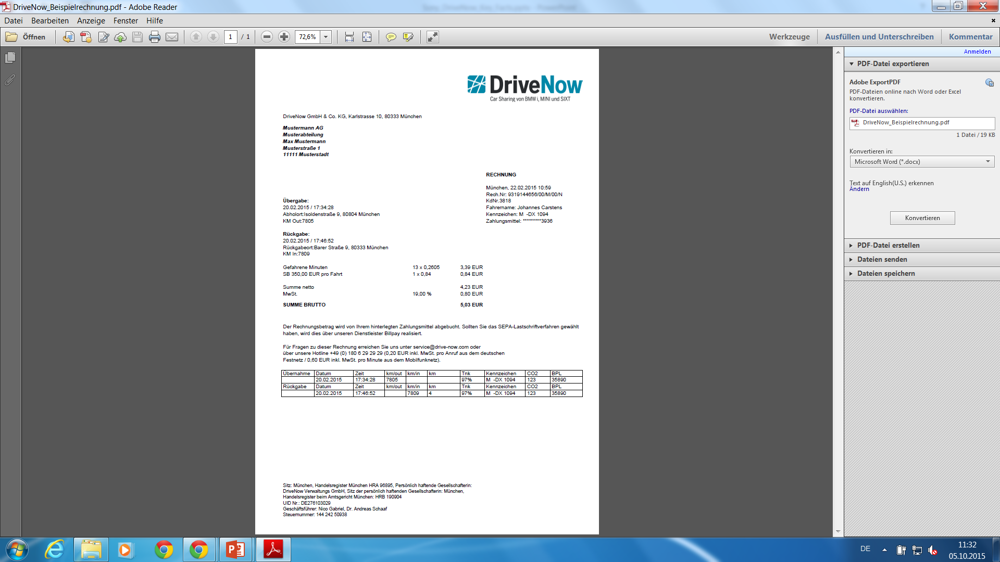 DriveNow_Beispielrechnung.pdf - Adobe Reader
Datei Bearbeiten Anzeige Fenster Hilfe
Öffnen 1 / 1 72,6% Werkzeuge Ausfüllen und Unterschreiben Kommentar
DriveNow
Car Sharing von BMW i, MINI und SIXT
DriveNow GmbH & Co. KG, Karlstrasse 10, 80333 München
Mustermann AG
Musterabteilung
Max Mustermann
Musterstraße 1
11111 Musterstadt
RECHNUNG
München, 22.02.2015 10:59
Rech.Nr: 9319144656/00/M/00/N
KdNr.3818
Fahrername: Johannes Carstens
Kennzeichen: M -DX 1094
Zahlungsmittel: *********3936
Übergabe:
20.02.2015 / 17:34:28
Abholort:Isoldenstraße 9, 80804 München
KM Out:7805
Rückgabe:
20.02.2015 / 17:46:52
Rückgabeort:Barer Straße 9, 80333 München
KM In:7809
Gefahrene Minuten 13 x 0,2605 3,39 EUR
SB 350,00 EUR pro Fahrt 1 x 0,84 0,84 EUR
Summe netto 4,23 EUR
MwSt. 19,00 % 0,80 EUR
SUMME BRUTTO 5,03 EUR
Der Rechnungsbetrag wird von Ihrem hinterlegten Zahlungsmittel abgebucht. Sollten Sie das SEPA-Lastschriftverfahren gewählt
haben, wird dies über unseren Dienstleister Billpay realisiert.
Für Fragen zu dieser Rechnung erreichen Sie uns unter service@drive-now.com oder
über unsere Hotline +49 (0) 180 6 29 29 29 (0,20 EUR inkl. MwSt. pro Anruf aus dem deutschen
Festnetz / 0,60 EUR inkl. MwSt. pro Minute aus dem Mobilfunknetz).
Übernahme Datum Zeit km/out km/in km Tnk Kennzeichen CO2 BPL
20.02.2015 17:34:28 7805 97% M -DX 1094 123 35890
Rückgabe Datum Zeit km/out km/in km Tnk Kennzeichen CO2 BPL
20.02.2015 17:46:52 7809 4 97% M -DX 1094 123 35890
Sitz: München, Handelsregister München HRA 96895, Persönlich haftende Gesellschafterin:
DriveNow Verwaltungs GmbH, Sitz der persönlich haftenden Gesellschafterin: München,
Handelsregister beim Amtsgericht München: HRB 190904
UID Nr.: DE276103029
Geschäftsführer: Nico Gabriel, Dr. Andreas Schaaf
Steuernummer: 144 242 50938
Anmelden
PDF-Datei exportieren
Adobe ExportPDF
PDF-Dateien online nach Word oder Excel
konvertieren.
PDF-Datei auswählen:
DriveNow_Beispielrechnung.pdf
1 Datei / 19 KB
Konvertieren in:
Microsoft Word (*.docx)
Text auf English(U.S.) erkennen
Ändern
Konvertieren
PDF-Datei erstellen
Dateien senden
Dateien speichern
DE
11:32
05.10.2015